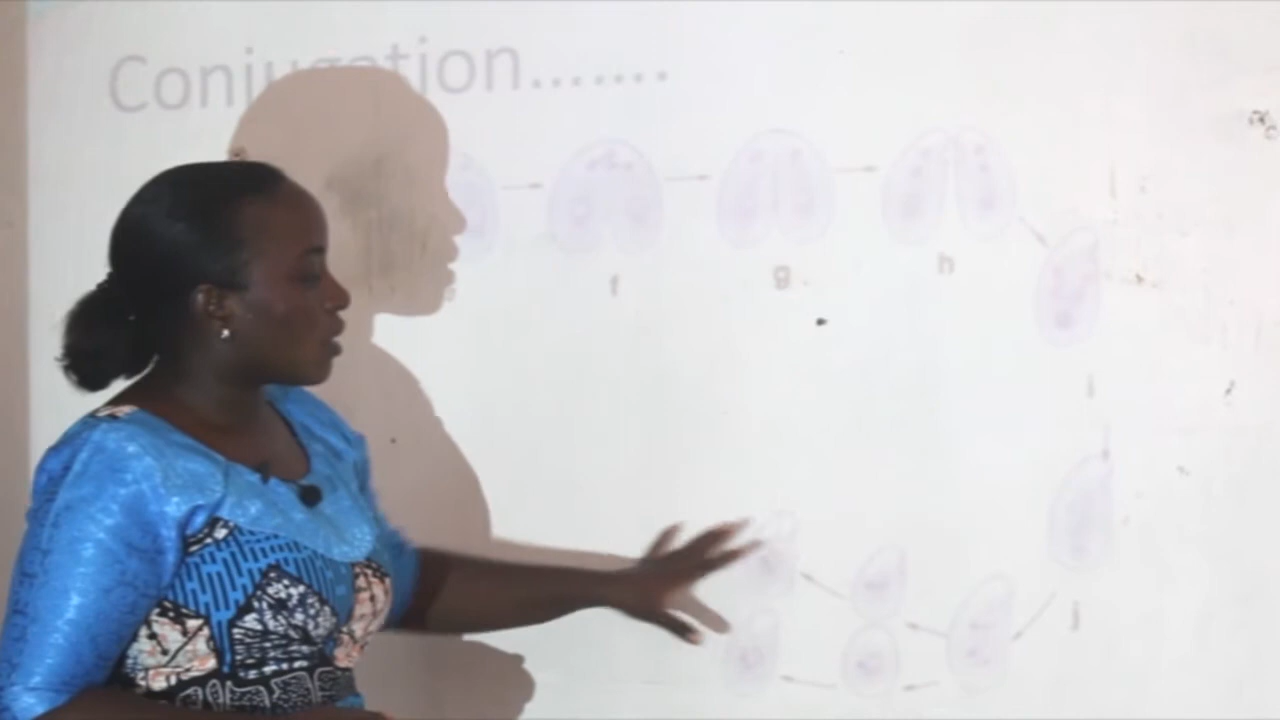 Conjugation.......
e
f
g
h
i
j